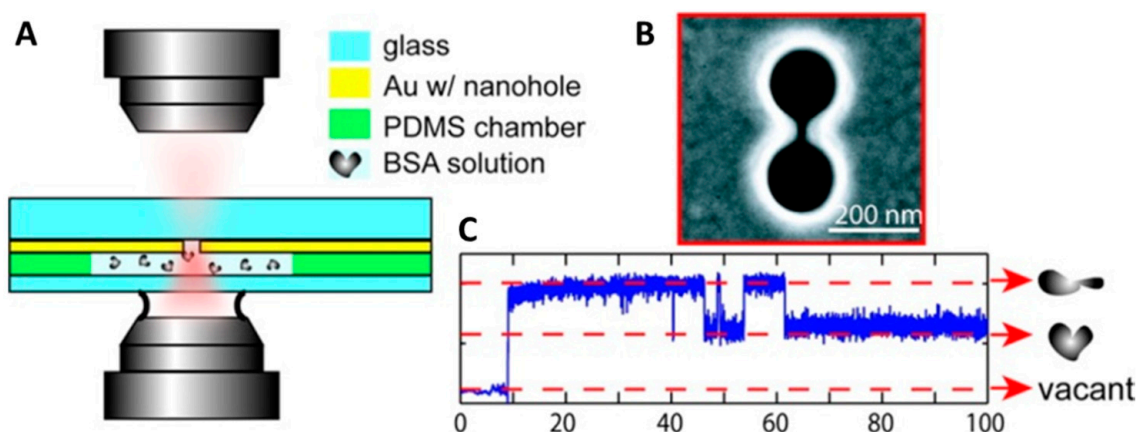 A
glass
Au w/ nanohole
PDMS chamber
BSA solution
B
200 nm
C
vacant
0 20 40 60 80 100